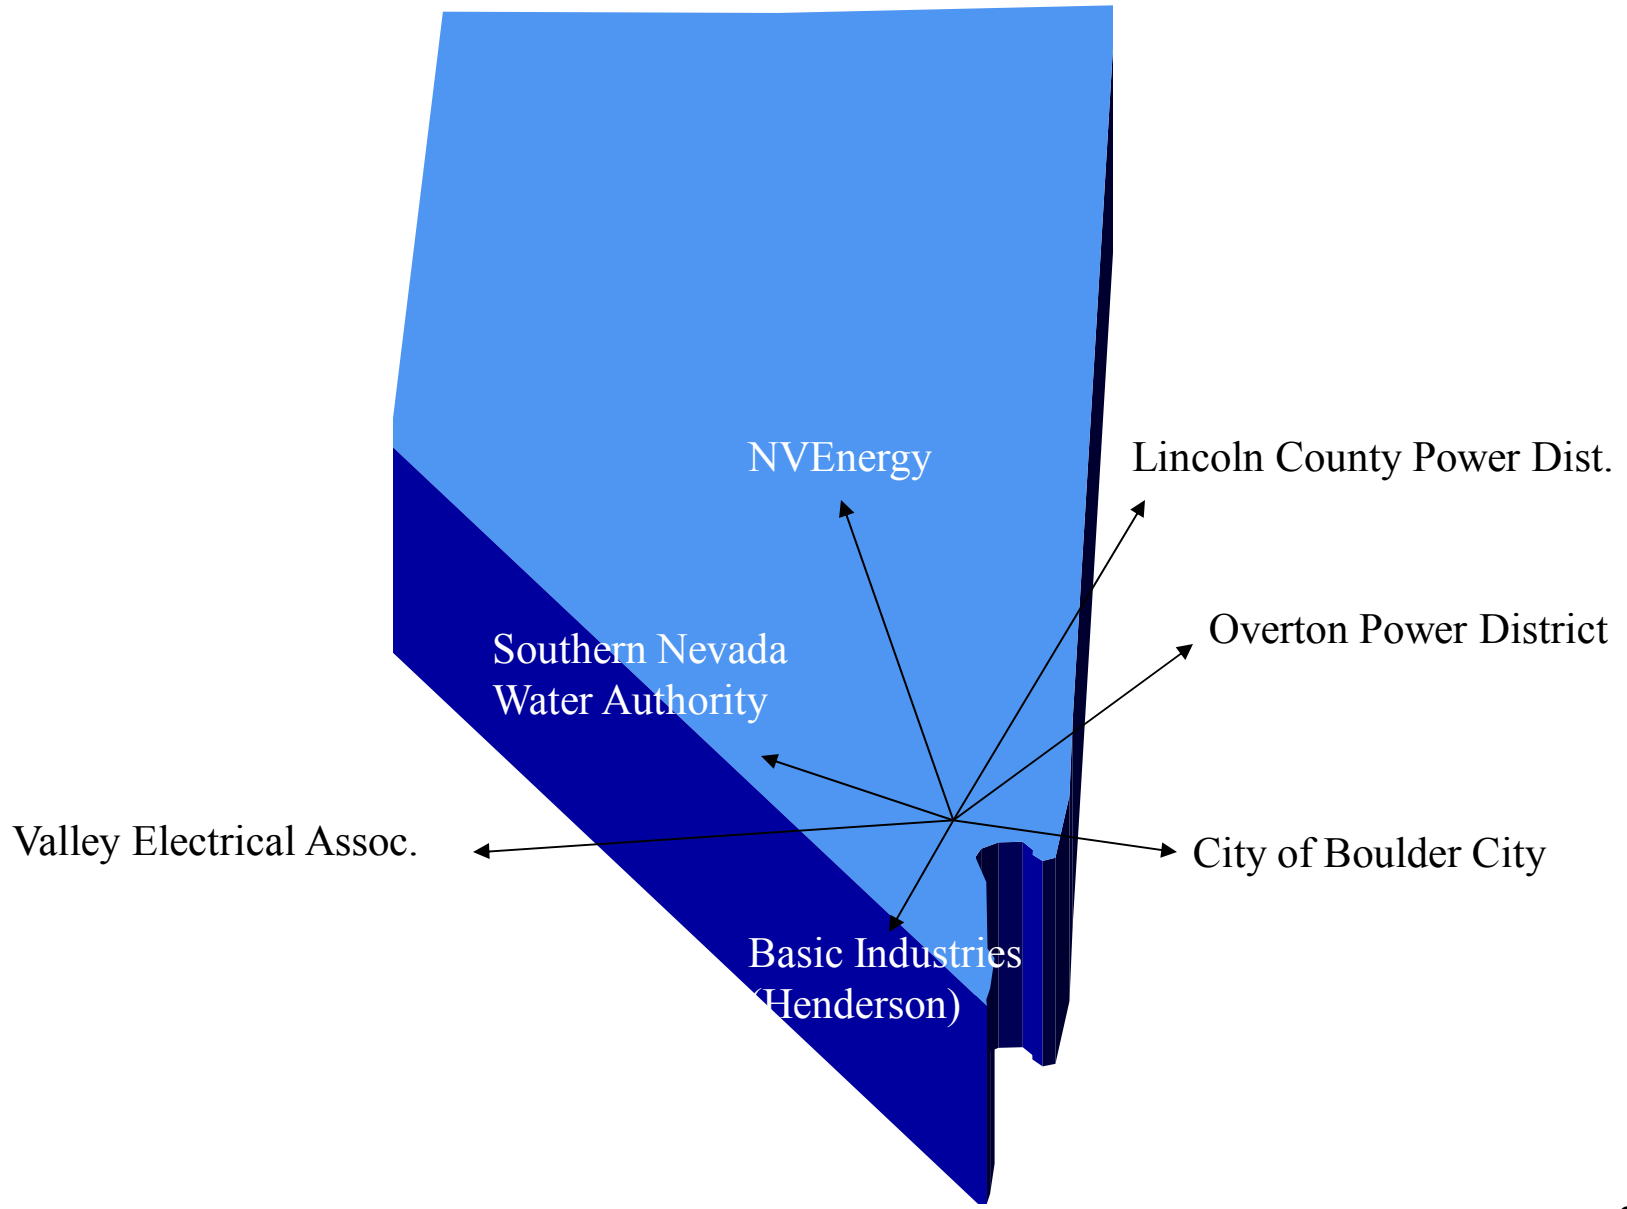 NVEnergy
Lincoln County Power Dist.
Overton Power District
Southern Nevada
Water Authority
Valley Electrical Assoc.
City of Boulder City
Basic Industries
(Henderson)